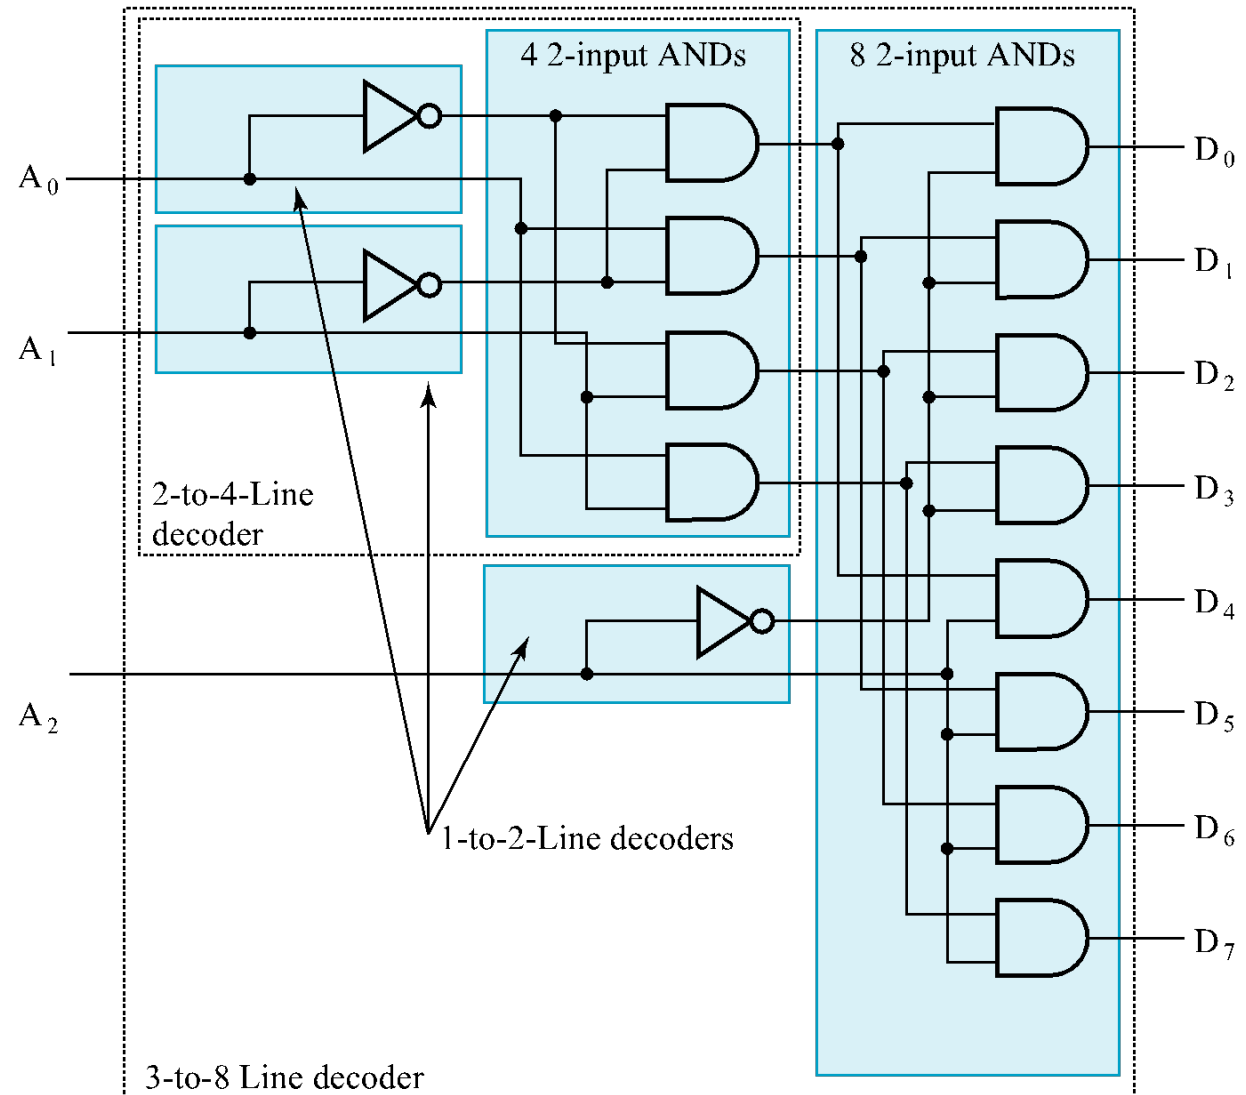 4 2-input ANDs
8 2-input ANDs
A0
A1
A2
2-to-4-Line
decoder
1-to-2-Line decoders
3-to-8 Line decoder
D0
D1
D2
D3
D4
D5
D6
D7